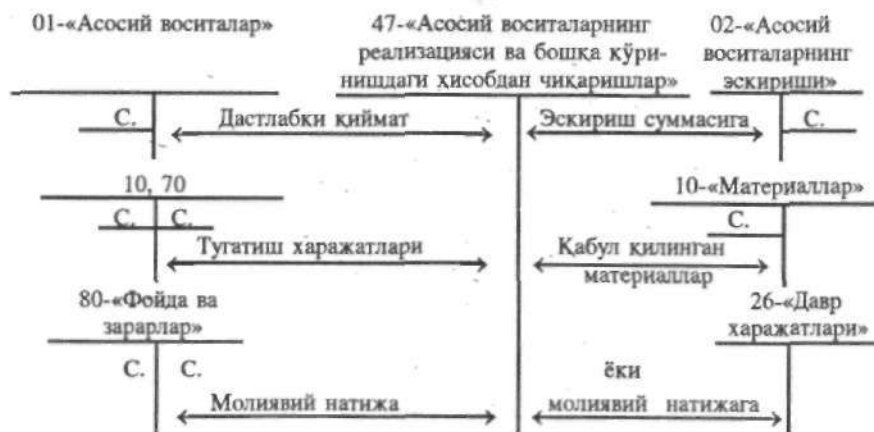 01-«Асосий воситалар»
47-«Асосий воситаларнинг
реализацияси ва бошқа кўри-
нишдаги ҳисобдан чиқаришлар»
02-«Асосий
воситаларнинг
эскириши»
С.
Дастлабки қиймат
Эскириш суммасига
С.
10, 70
10-«Материаллар»
С. С.
С.
Тугатиш харажатлари
Қабул қилинган
материаллар
80-«Фойда ва
зарарлар»
26-«Давр
харажатлари»
С. С.
ёки
Молиявий натижа
молиявий натижага